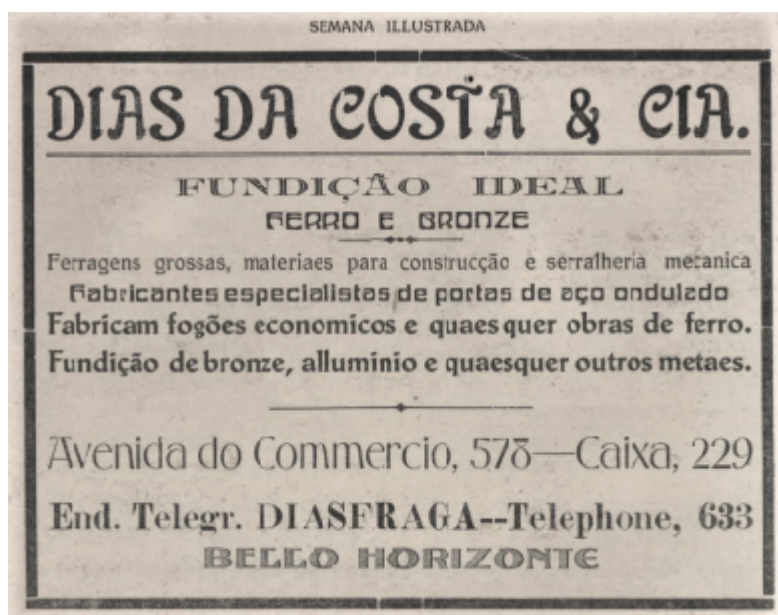 SEMANA ILLUSTRADA
DIAS DA COSTA & CIA.
FUNDIÇÃO IDEAL
FERRO E BRONZE
Ferragens grossas, materiaes para construcção e serralheria mecanica
Fabricantes especialistas de portas de aço ondulado
Fabricam fogões economicos e quaesquer obras de ferro.
Fundição de bronze, alluminio e quaesquer outros metaes.
Avenida do Commercio, 578—Caixa, 229
End. Telegr. DIASFRAGA--Telephone, 633
BELLO HORIZONTE